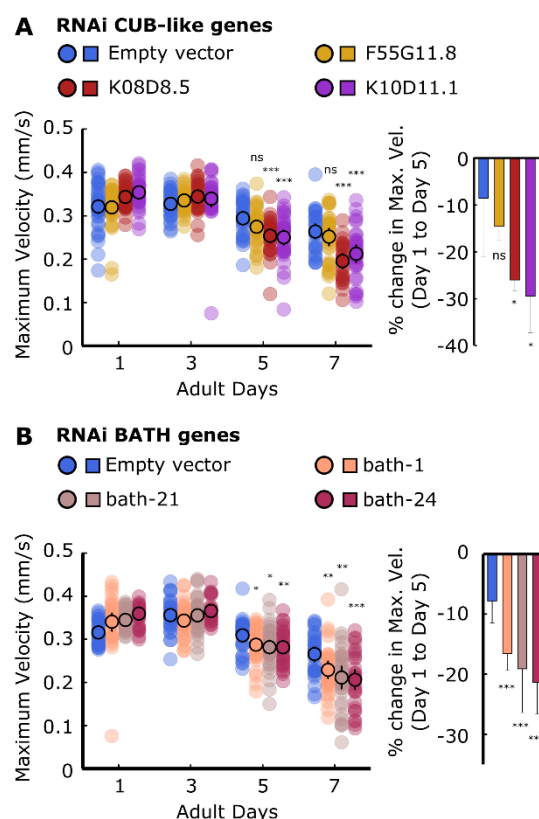 A RNAi CUB-like genes
Empty vector
F55G11.8
K08D8.5
K10D11.1
Maximum Velocity (mm/s)
0.5
0.4
0.3
0.2
0.1
0
ns
***
***
ns
***
***
1
3
5
7
Adult Days
% change in Max. Vel.
(Day 1 to Day 5)
0
-10
-20
-30
-40
ns
*
*
B RNAi BATH genes
Empty vector
bath-1
bath-21
bath-24
Maximum Velocity (mm/s)
0.5
0.4
0.3
0.2
0.1
0
*
*
**
**
**
***
1
3
5
7
Adult Days
% change in Max. Vel.
(Day 1 to Day 5)
0
-10
-20
-30
***
***